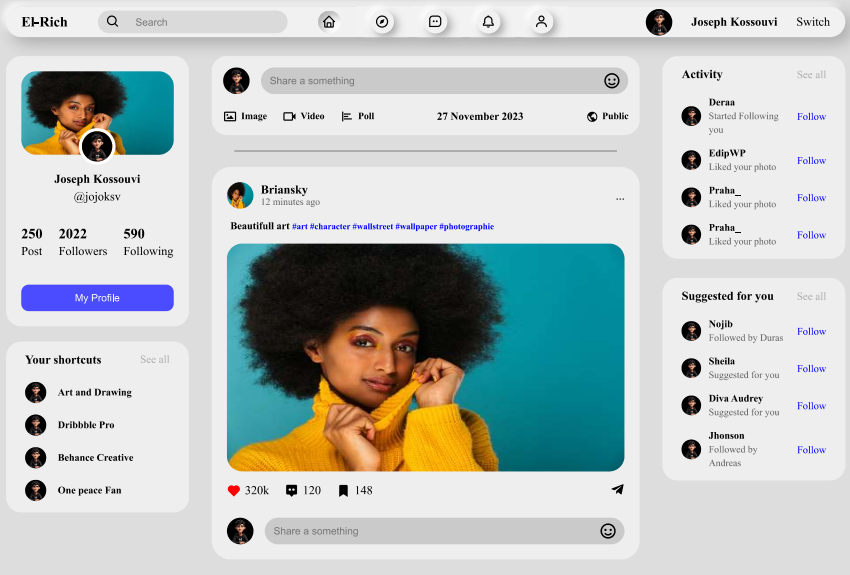 El-Rich
Search
Joseph Kossouvi
Switch
Joseph Kossouvi
@jojoksv
250 2022 590
Post Followers Following
My Profile
Your shortcuts
See all
Art and Drawing
Dribbble Pro
Behance Creative
One peace Fan
Share a something
Image
Video
Poll
27 November 2023
Public
Briansky
12 minutes ago
...
Beautifull art #art #character #wallstreet #wallpaper #photographie
320k
120
148
Share a something
Activity
See all
Deraa
Started Following
you
Follow
EdipWP
Liked your photo
Follow
Praha_
Liked your photo
Follow
Praha_
Liked your photo
Follow
Suggested for you
See all
Nojib
Followed by Duras
Follow
Sheila
Suggested for you
Follow
Diva Audrey
Suggested for you
Follow
Jhonson
Followed by
Andreas
Follow